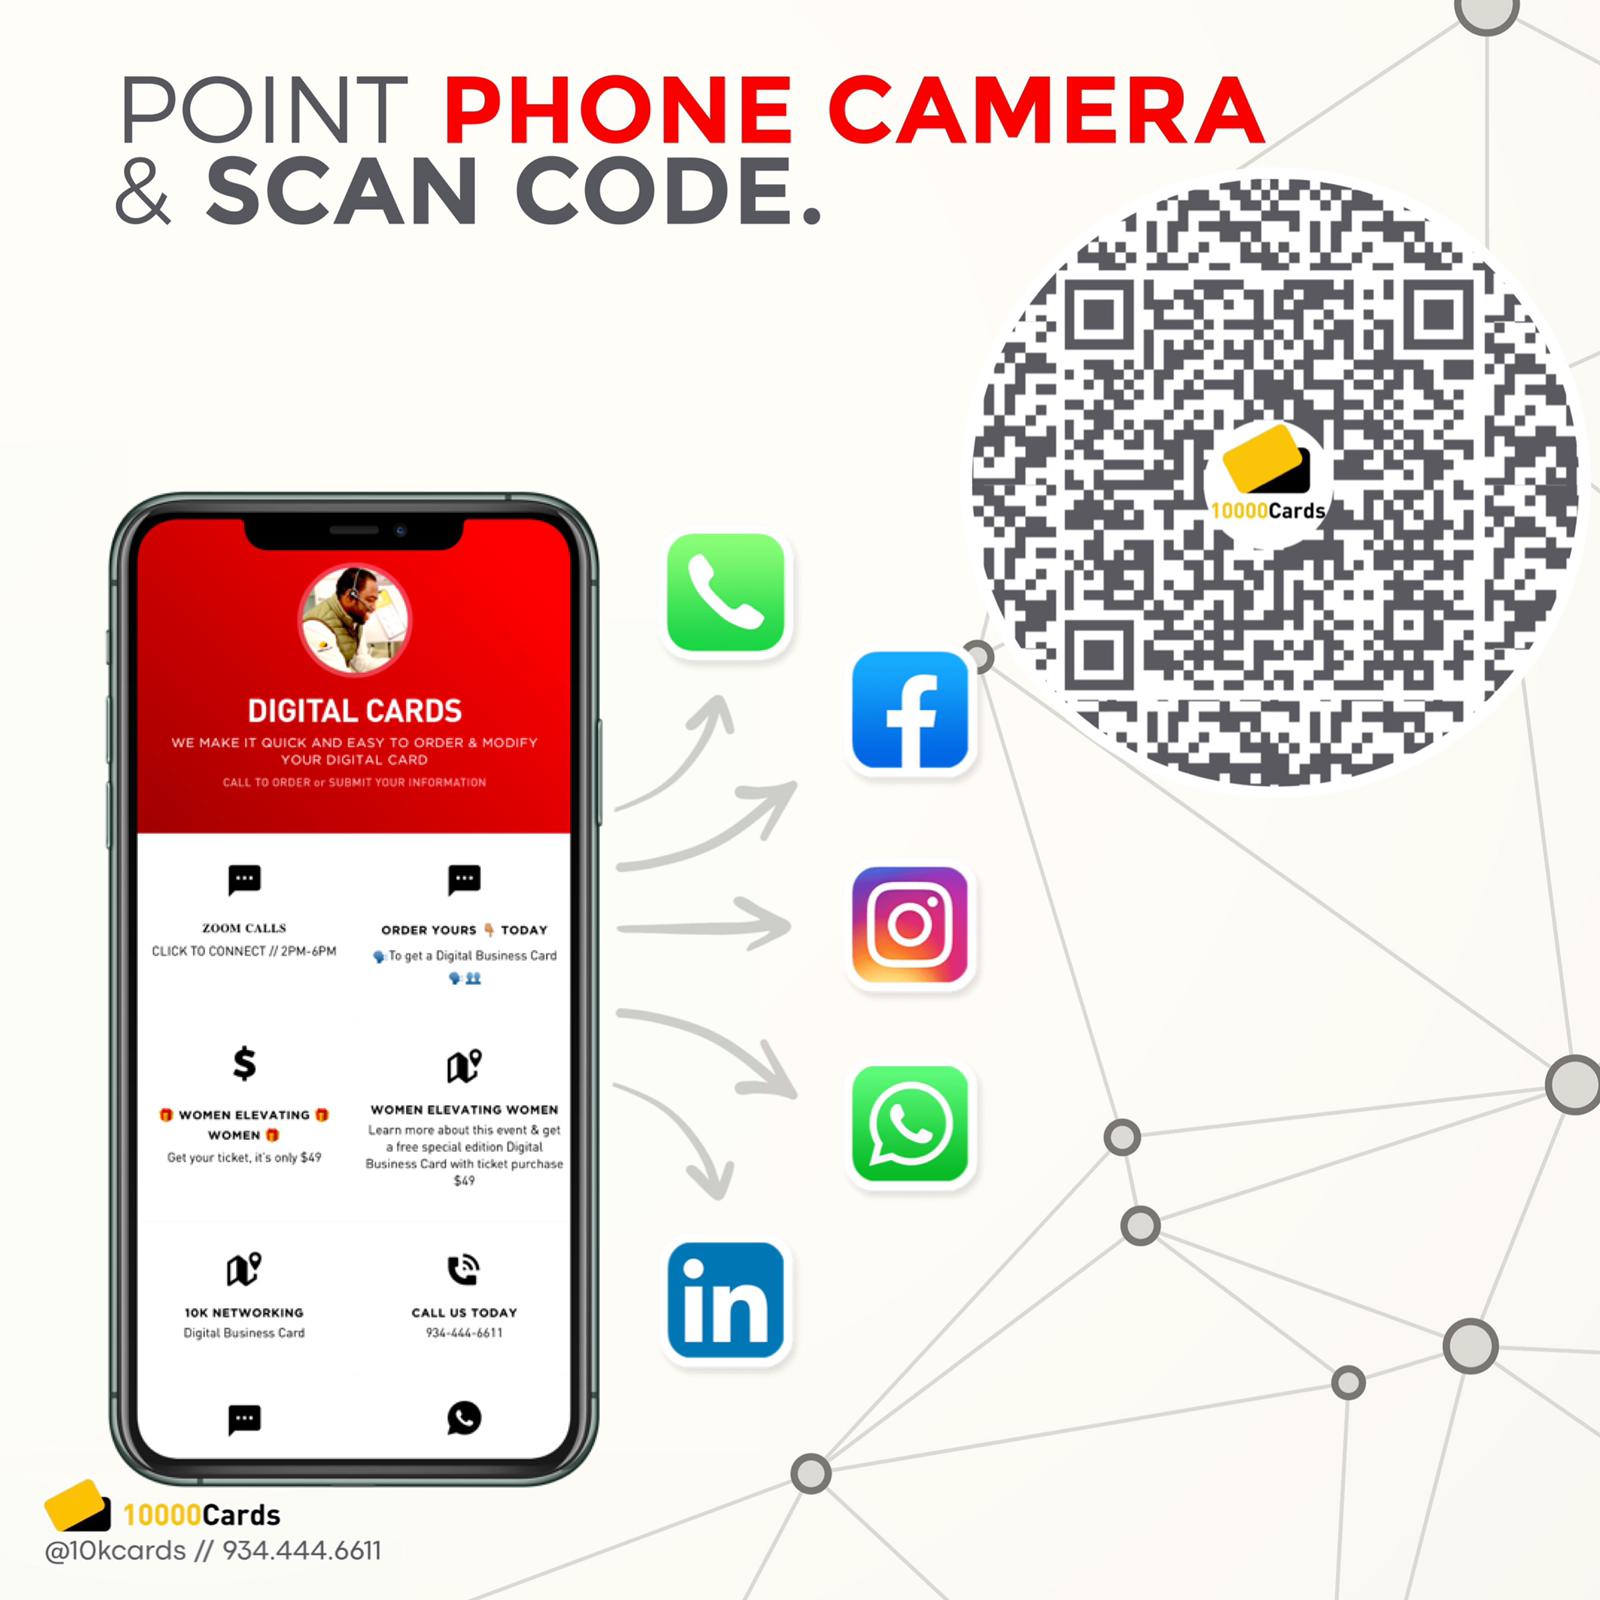 POINT PHONE CAMERA
& SCAN CODE.
10000Cards
DIGITAL CARDS
WE MAKE IT QUICK AND EASY TO ORDER & MODIFY
YOUR DIGITAL CARD
CALL TO ORDER or SUBMIT YOUR INFORMATION
ZOOM CALLS
CLICK TO CONNECT // 2PM-6PM
ORDER YOURS 👇🏽 TODAY
🗣️To get a Digital Business Card
🗣️👥
🎁 WOMEN ELEVATING 🎁
WOMEN 🎁
Get your ticket, it's only $49
WOMEN ELEVATING WOMEN
Learn more about this event & get
a free special edition Digital
Business Card with ticket purchase
$49
10K NETWORKING
Digital Business Card
CALL US TODAY
934-444-6611
in
10000Cards
@10kcards // 934.444.6611